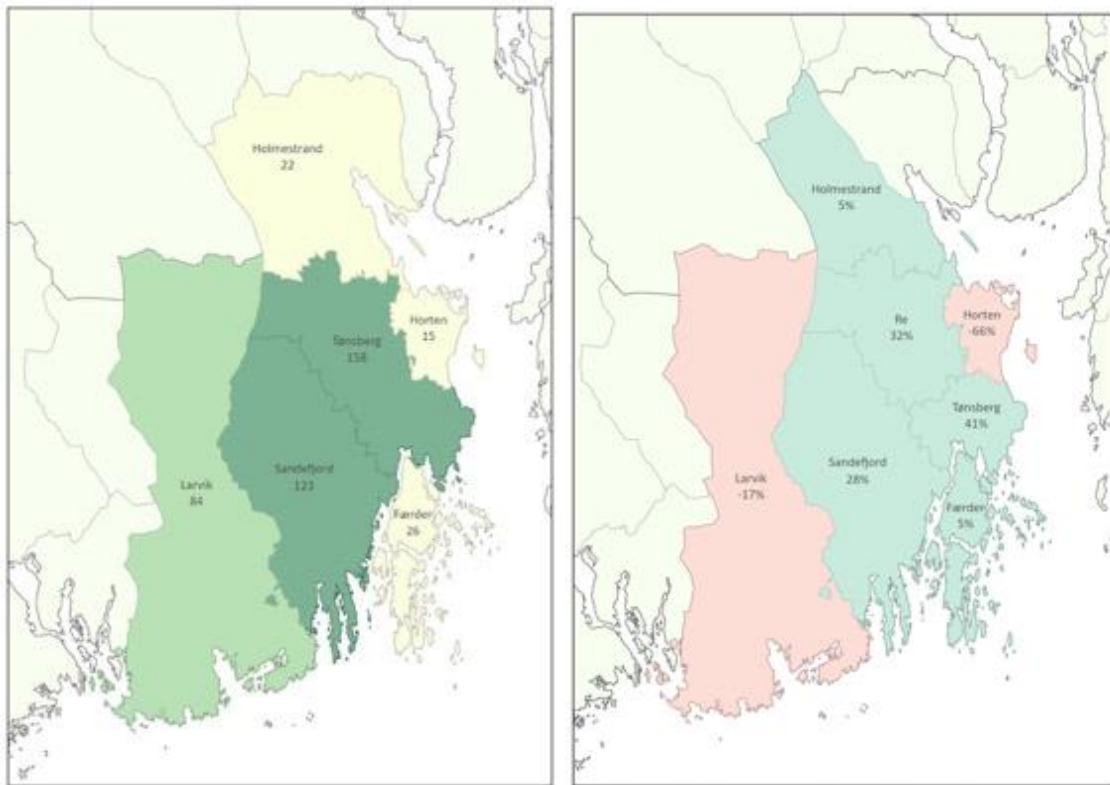 Holmestrand
22
Horten
15
Tønsberg
158
Sandefjord
123
Larvik
84
Færder
26
Holmestrand
5%
Re
32%
Horten
-66%
Tønsberg
41%
Sandefjord
28%
Larvik
-17%
Færder
5%